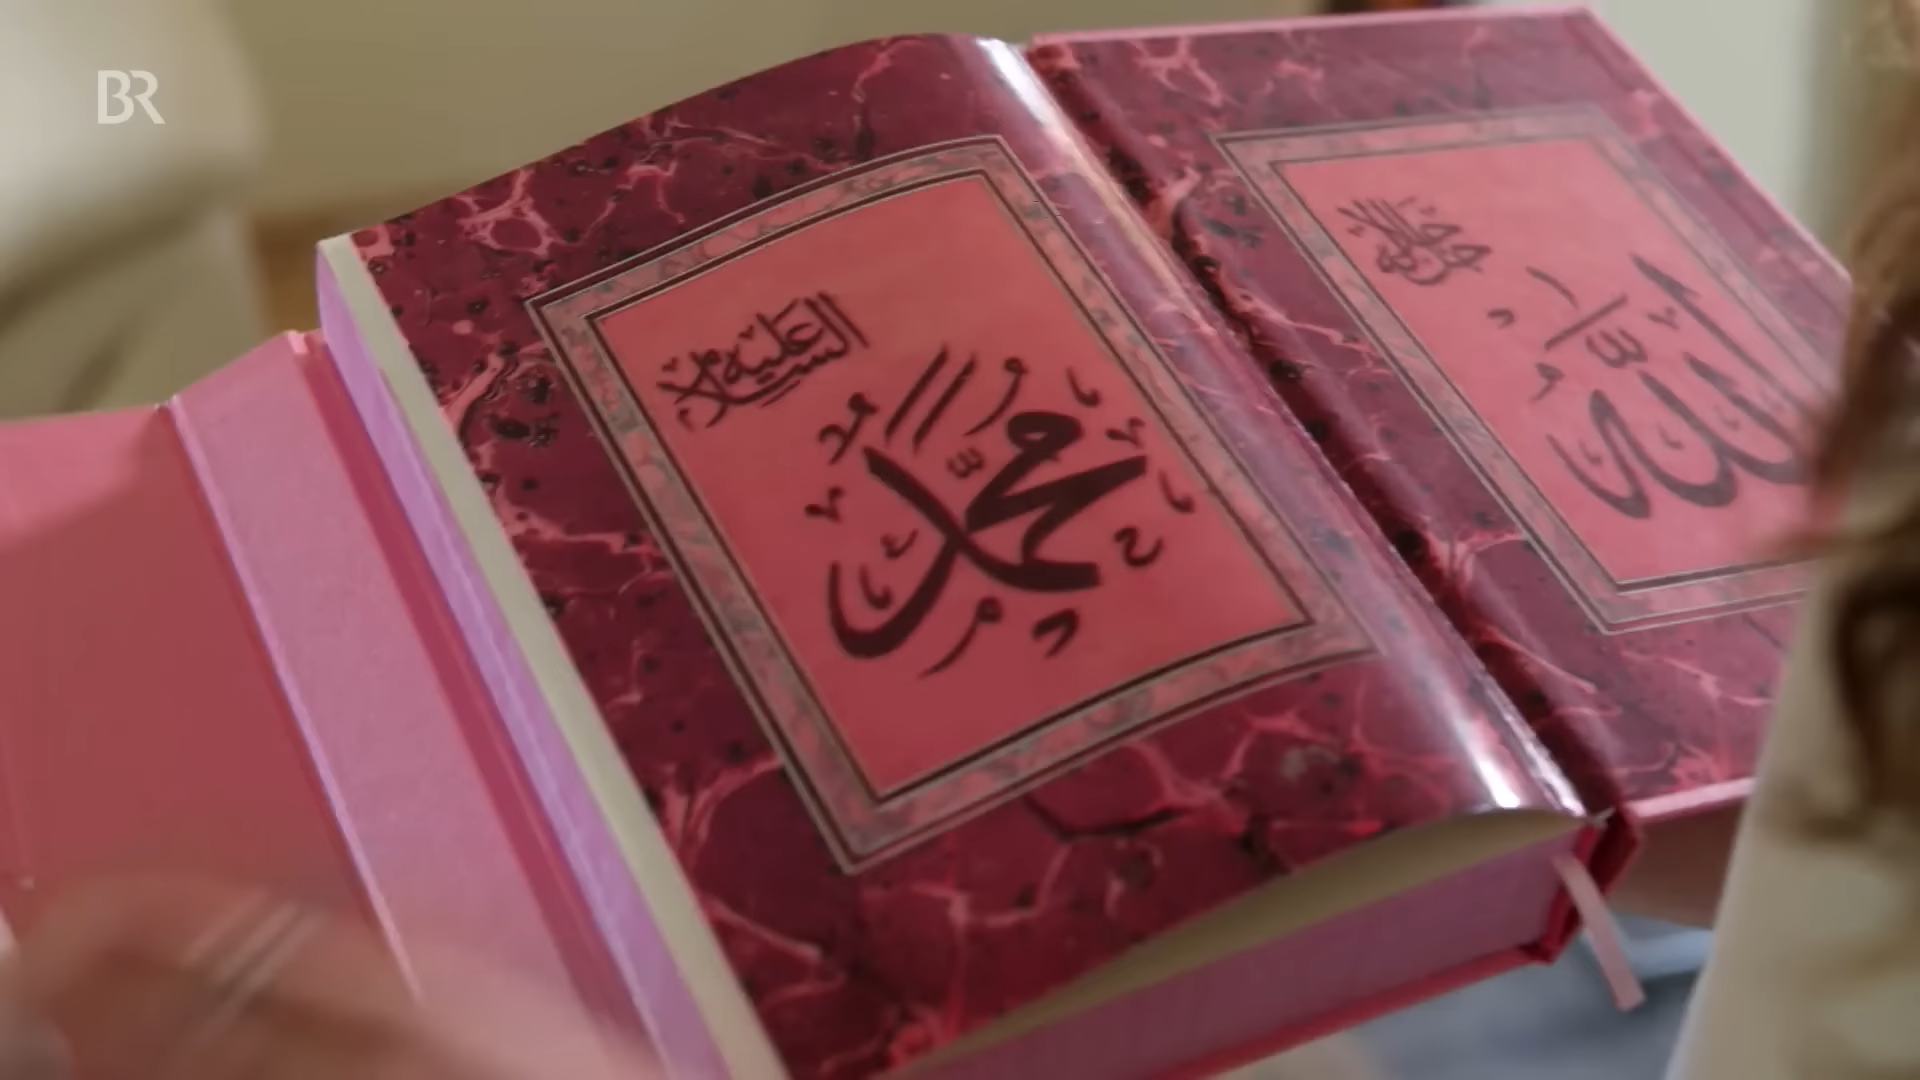 BR
الله
جل جلاله
محمد
عليه السلام